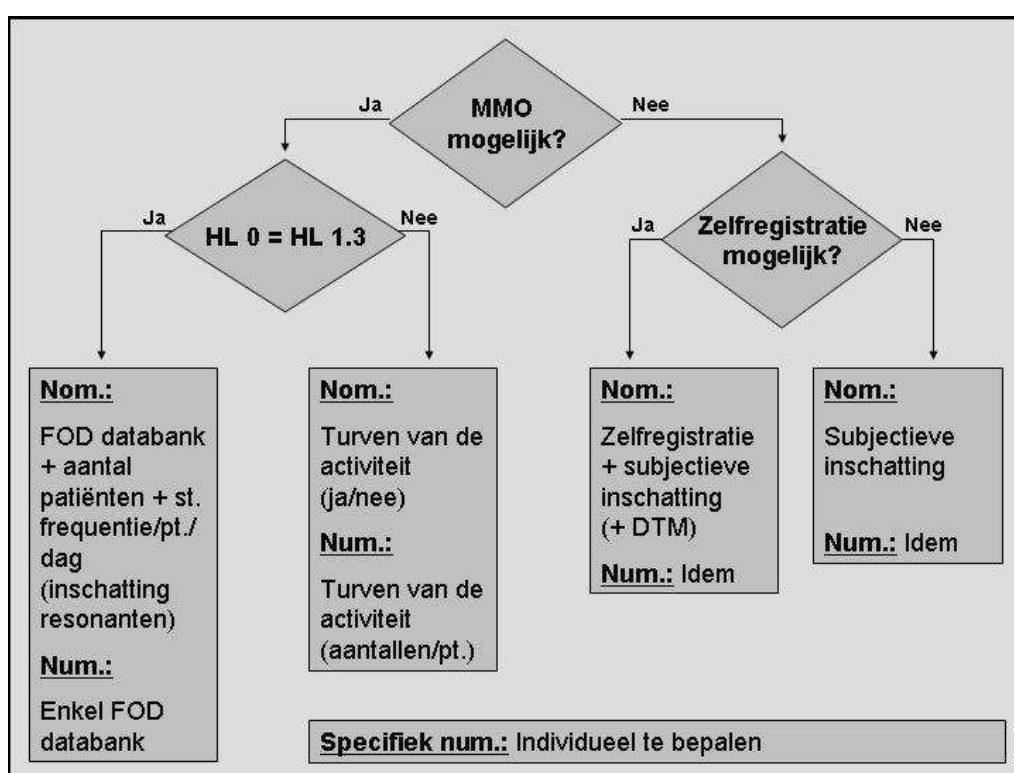 MMO
mogelijk?
Ja
Nee
HL 0 = HL 1.3
Ja
Nee
Zelfregistratie
mogelijk?
Ja
Nee
Nom.:
FOD databank
+ aantal
patiënten + st.
frequentie/pt./
dag
(inschatting
resonanten)
Num.:
Enkel FOD
databank
Nom.:
Turven van de
activiteit
(ja/nee)
Num.:
Turven van de
activiteit
(aantallen/pt.)
Nom.:
Zelfregistratie
+ subjectieve
inschatting
(+ DTM)
Num.: Idem
Nom.:
Subjectieve
inschatting
Num.: Idem
Specifiek num.: Individueel te bepalen